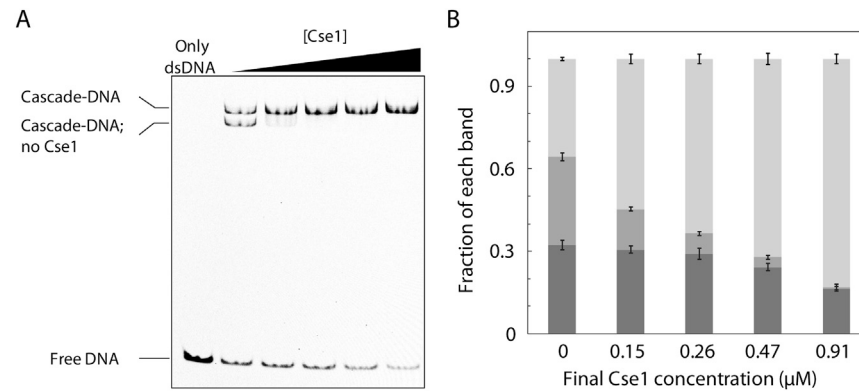 A
Only
dsDNA
[Cse1]
Cascade-DNA
Cascade-DNA;
no Cse1
Free DNA
B
Fraction of each band
0.9
0.6
0.3
0
0 0.15 0.26 0.47 0.91
Final Cse1 concentration (μM)